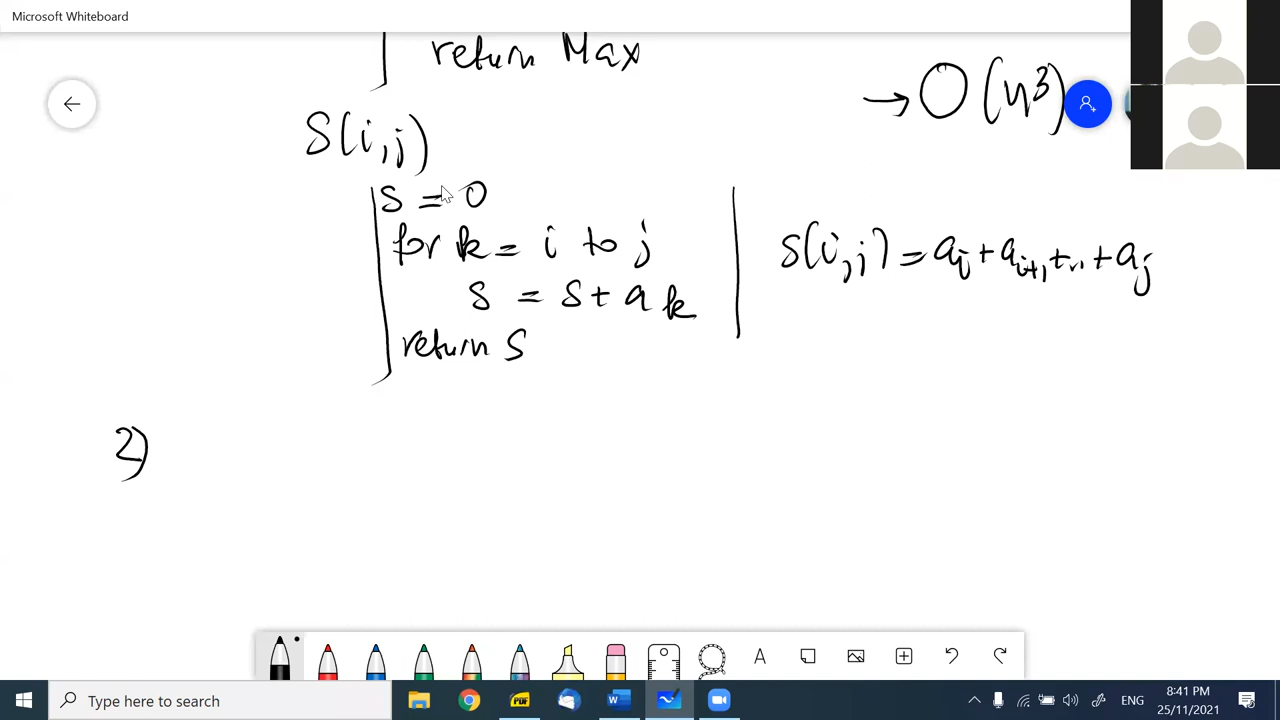 Microsoft Whiteboard
return Max
→ O(n³)
S(i,j)
s = 0
for k = i to j
s = s + a k
return s
S(i,j) = aᵢ + aᵢ₊₁ + ... + aⱼ
2)
Type here to search
ENG
8:41 PM
25/11/2021